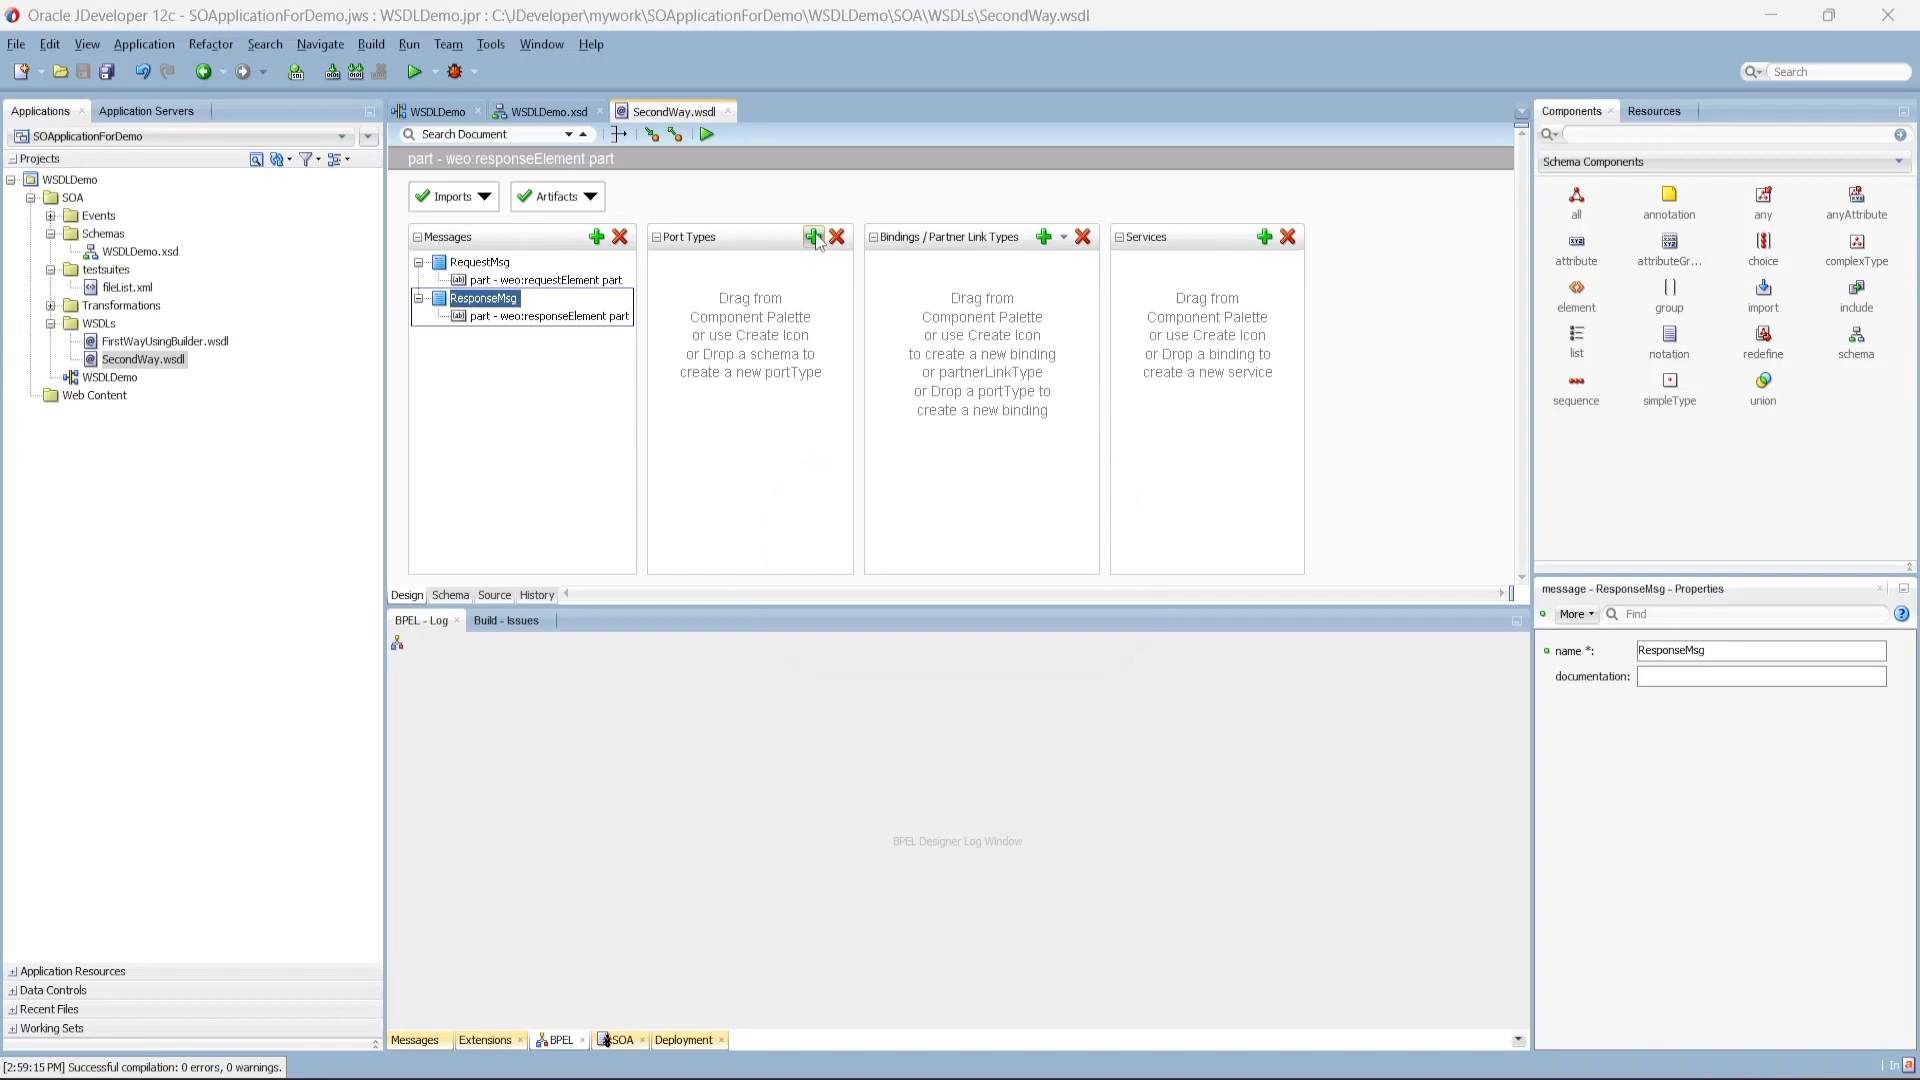 Oracle JDeveloper 12c - SOApplicationForDemo.jws : WSDLDemo.jpr : C:\JDeveloper\mywork\SOApplicationForDemo\WSDLDemo\SOA\WSDLs\SecondWay.wsdl
File Edit View Application Refactor Search Navigate Build Run Team Tools Window Help
Search
Applications Application Servers
SOApplicationForDemo
Projects
WSDLDemo
SOA
Events
Schemas
WSDLDemo.xsd
testsuites
fileList.xml
Transformations
WSDLs
FirstWayUsingBuilder.wsdl
SecondWay.wsdl
WSDLDemo
Web Content
Application Resources
Data Controls
Recent Files
Working Sets
WSDLDemo WSDLDemo.xsd SecondWay.wsdl
Search Document
part - weo:responseElement part
Imports Artifacts
Messages
RequestMsg
part - weo:requestElement part
ResponseMsg
part - weo:responseElement part
Port Types
Drag from
Component Palette
or use Create Icon
or Drop a schema to
create a new portType
Bindings / Partner Link Types
Drag from
Component Palette
or use Create Icon
to create a new binding
or partnerLinkType
or Drop a portType to
create a new binding
Services
Drag from
Component Palette
or use Create Icon
or Drop a binding to
create a new service
Design Schema Source History
BPEL - Log Build - Issues
BPEL Designer Log Window
Messages Extensions BPEL SOA Deployment
Components Resources
Schema Components
all annotation any anyAttribute
attribute attributeGr... choice complexType
element group import include
list notation redefine schema
sequence simpleType union
message - ResponseMsg - Properties
More Find
name *: ResponseMsg
documentation:
[2:59:15 PM] Successful compilation: 0 errors, 0 warnings.
In